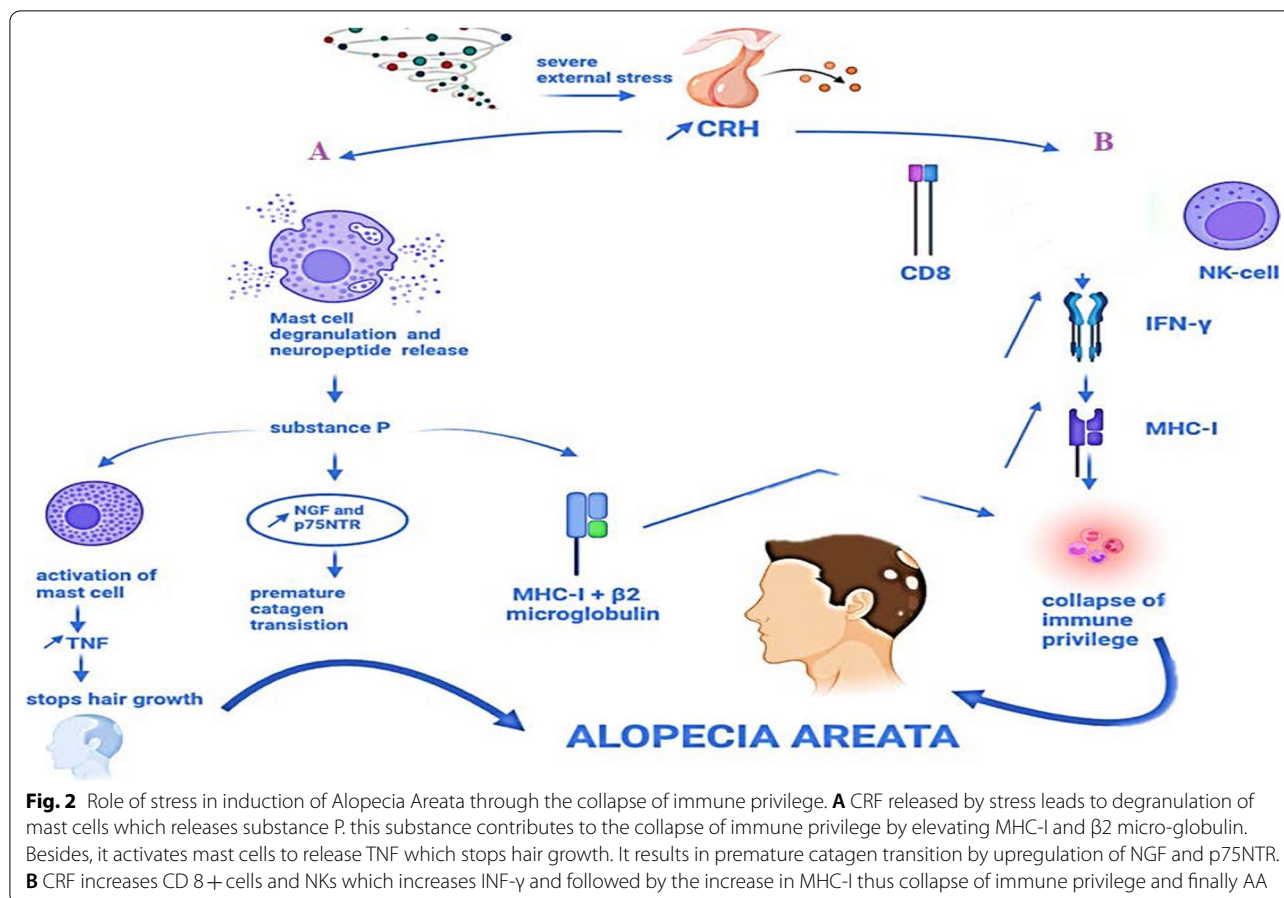 severe
external stress
↗CRH
A
B
CD8
NK-cell
Mast cell
degranulation and
neuropeptide release
IFN-γ
substance P
MHC-I
↗ NGF and
p75NTR
activation of
mast cell
↗TNF
stops hair growth
premature
catagen
transistion
MHC-I + β2
microglobulin
collapse of
immune
privilege
ALOPECIA AREATA
Fig. 2 Role of stress in induction of Alopecia Areata through the collapse of immune privilege. A CRF released by stress leads to degranulation of
mast cells which releases substance P. this substance contributes to the collapse of immune privilege by elevating MHC-I and β2 micro-globulin.
Besides, it activates mast cells to release TNF which stops hair growth. It results in premature catagen transition by upregulation of NGF and p75NTR.
B CRF increases CD 8+cells and NKs which increases INF-γ and followed by the increase in MHC-I thus collapse of immune privilege and finally AA